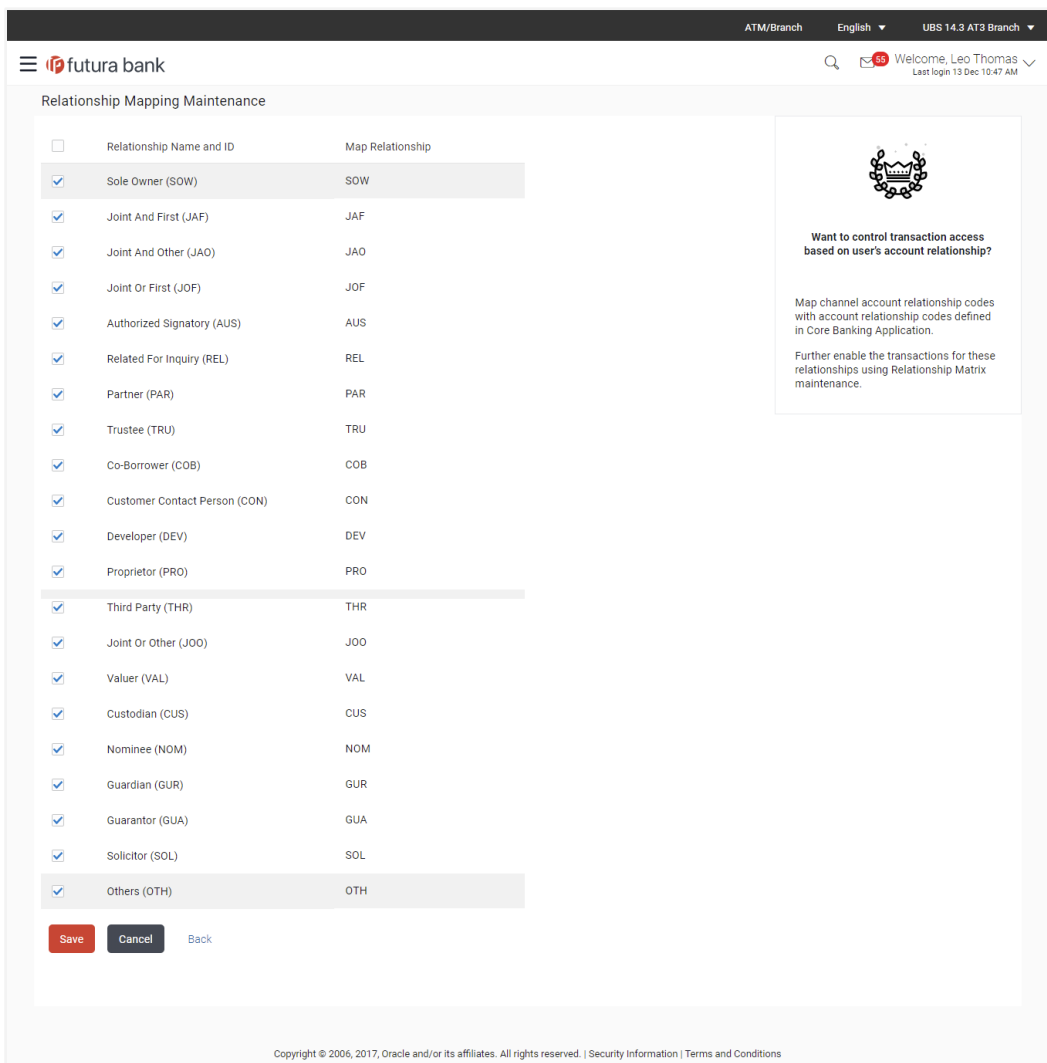 ATM/Branch English UBS 14.3 AT3 Branch
futura bank 55 Welcome, Leo Thomas
Last login 13 Dec 10:47 AM
Relationship Mapping Maintenance
Relationship Name and ID Map Relationship
Sole Owner (SOW) SOW
Joint And First (JAF) JAF
Joint And Other (JAO) JAO
Joint Or First (JOF) JOF
Authorized Signatory (AUS) AUS
Related For Inquiry (REL) REL
Partner (PAR) PAR
Trustee (TRU) TRU
Co-Borrower (COB) COB
Customer Contact Person (CON) CON
Developer (DEV) DEV
Proprietor (PRO) PRO
Third Party (THR) THR
Joint Or Other (JOO) JOO
Valuer (VAL) VAL
Custodian (CUS) CUS
Nominee (NOM) NOM
Guardian (GUR) GUR
Guarantor (GUA) GUA
Solicitor (SOL) SOL
Others (OTH) OTH
Save Cancel Back
Want to control transaction access
based on user's account relationship?
Map channel account relationship codes
with account relationship codes defined
in Core Banking Application.
Further enable the transactions for these
relationships using Relationship Matrix
maintenance.
Copyright © 2006, 2017, Oracle and/or its affiliates. All rights reserved. | Security Information | Terms and Conditions